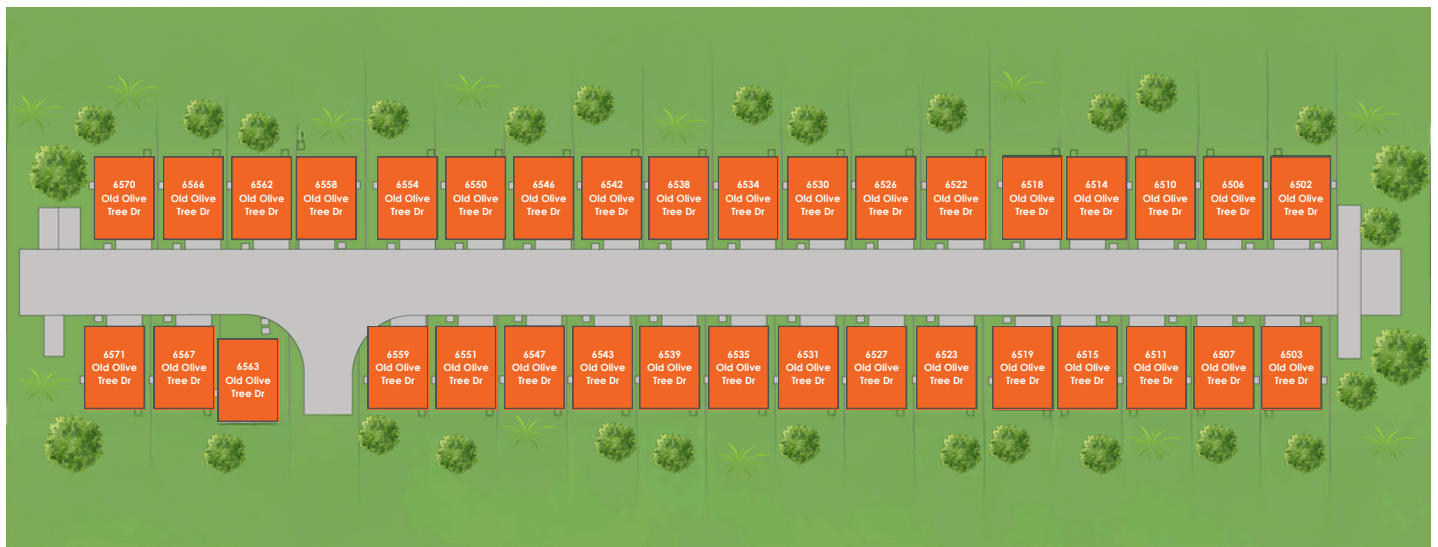 6570
Old Olive
Tree Dr
6566
Old Olive
Tree Dr
6562
Old Olive
Tree Dr
6558
Old Olive
Tree Dr
6554
Old Olive
Tree Dr
6550
Old Olive
Tree Dr
6546
Old Olive
Tree Dr
6542
Old Olive
Tree Dr
6538
Old Olive
Tree Dr
6534
Old Olive
Tree Dr
6530
Old Olive
Tree Dr
6526
Old Olive
Tree Dr
6522
Old Olive
Tree Dr
6518
Old Olive
Tree Dr
6514
Old Olive
Tree Dr
6510
Old Olive
Tree Dr
6506
Old Olive
Tree Dr
6502
Old Olive
Tree Dr
6571
Old Olive
Tree Dr
6567
Old Olive
Tree Dr
6563
Old Olive
Tree Dr
6559
Old Olive
Tree Dr
6551
Old Olive
Tree Dr
6547
Old Olive
Tree Dr
6543
Old Olive
Tree Dr
6539
Old Olive
Tree Dr
6535
Old Olive
Tree Dr
6531
Old Olive
Tree Dr
6527
Old Olive
Tree Dr
6523
Old Olive
Tree Dr
6519
Old Olive
Tree Dr
6515
Old Olive
Tree Dr
6511
Old Olive
Tree Dr
6507
Old Olive
Tree Dr
6503
Old Olive
Tree Dr